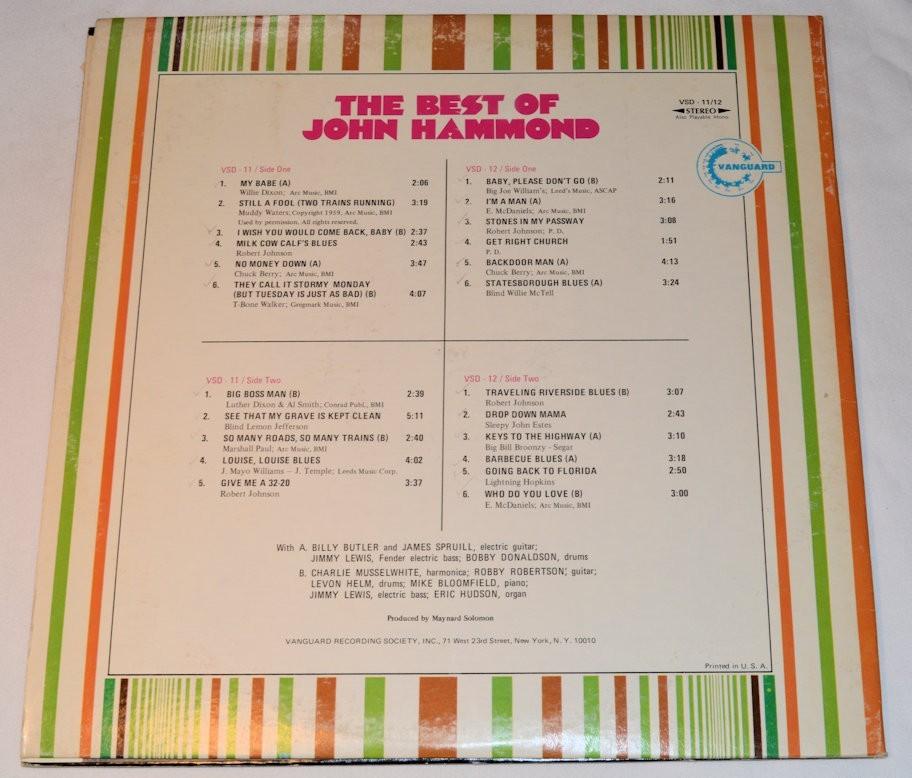 THE BEST OF
JOHN HAMMOND
VSD - 11/12
STEREO
Also Playable Mono
VANGUARD
VSD - 11 / Side One
1. MY BABE (A) 2:06
Willie Dixon; Arc Music, BMI
2. STILL A FOOL (TWO TRAINS RUNNING) 3:19
Muddy Waters; Copyright 1959, Arc Music, BMI
Used by permission. All rights reserved.
3. I WISH YOU WOULD COME BACK, BABY (B) 2:37
4. MILK COW CALF'S BLUES 2:43
Robert Johnson
5. NO MONEY DOWN (A) 3:47
Chuck Berry; Arc Music, BMI
6. THEY CALL IT STORMY MONDAY
(BUT TUESDAY IS JUST AS BAD) (B) 4:07
T-Bone Walker; Gregmark Music, BMI
VSD - 12 / Side One
1. BABY, PLEASE DON'T GO (B) 2:11
Big Joe William's; Leed's Music, ASCAP
2. I'M A MAN (A) 3:16
E. McDaniels; Arc Music, BMI
3. STONES IN MY PASSWAY 3:08
Robert Johnson; P. D.
4. GET RIGHT CHURCH 1:51
P. D.
5. BACKDOOR MAN (A) 4:13
Chuck Berry; Arc Music, BMI
6. STATESBOROUGH BLUES (A) 3:24
Blind Willie McTell
VSD - 11 / Side Two
1. BIG BOSS MAN (B) 2:39
Luther Dixon & Al Smith; Conrad Publ., BMI
2. SEE THAT MY GRAVE IS KEPT CLEAN 5:11
Blind Lemon Jefferson
3. SO MANY ROADS, SO MANY TRAINS (B) 2:40
Marshall Paul; Arc Music, BMI
4. LOUISE, LOUISE BLUES 4:02
J. Mayo Williams – J. Temple; Leeds Music Corp.
5. GIVE ME A 32-20 3:37
Robert Johnson
VSD - 12 / Side Two
1. TRAVELING RIVERSIDE BLUES (B) 3:07
Robert Johnson
2. DROP DOWN MAMA 2:43
Sleepy John Estes
3. KEYS TO THE HIGHWAY (A) 3:10
Big Bill Broonzy - Segar
4. BARBECUE BLUES (A) 3:18
5. GOING BACK TO FLORIDA 2:50
Lightning Hopkins
6. WHO DO YOU LOVE (B) 3:00
E. McDaniels; Arc Music, BMI
With A. BILLY BUTLER and JAMES SPRUILL, electric guitar;
JIMMY LEWIS, Fender electric bass; BOBBY DONALDSON, drums
B. CHARLIE MUSSELWHITE, harmonica; ROBBY ROBERTSON, guitar;
LEVON HELM, drums; MIKE BLOOMFIELD, piano;
JIMMY LEWIS, electric bass; ERIC HUDSON, organ
Produced by Maynard Solomon
VANGUARD RECORDING SOCIETY, INC., 71 West 23rd Street, New York, N. Y. 10010
Printed in U. S. A.